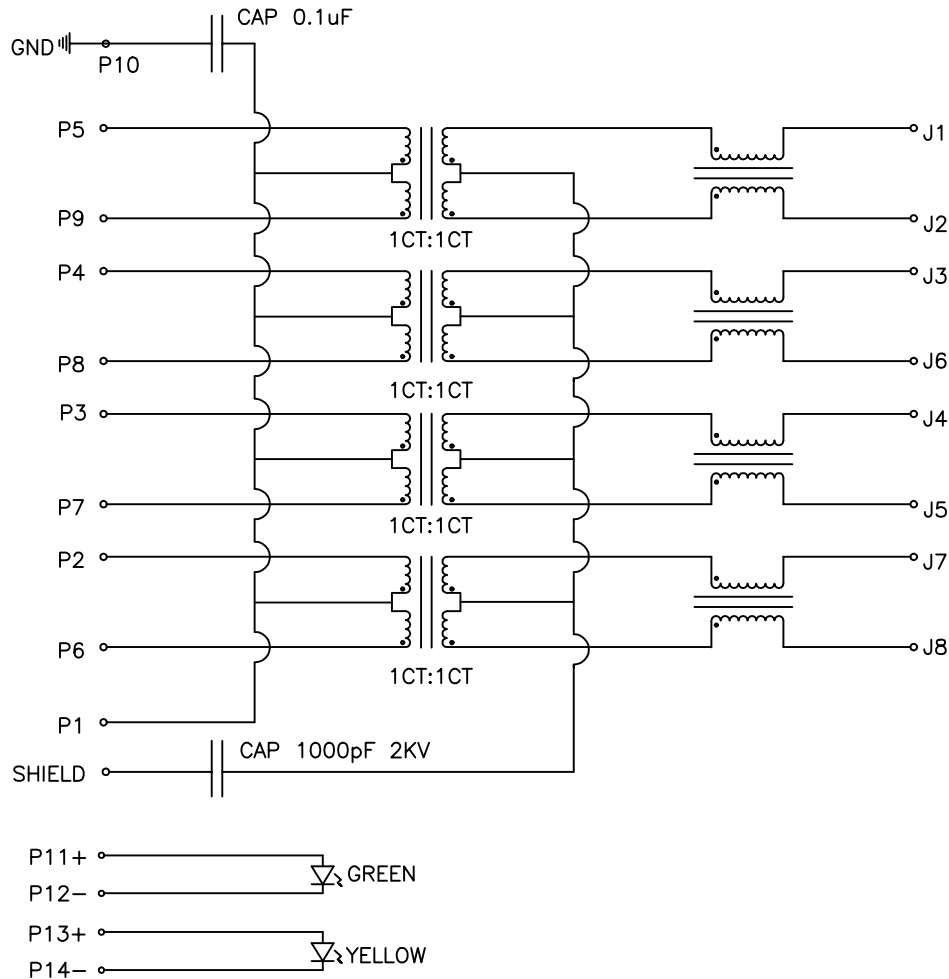 CAP 0.1uF
GND
P10
P5
J1
P9
J2
1CT:1CT
P4
J3
P8
J6
1CT:1CT
P3
J4
P7
J5
1CT:1CT
P2
J7
P6
J8
1CT:1CT
P1
CAP 1000pF 2KV
SHIELD
P11+
GREEN
P12-
P13+
YELLOW
P14-